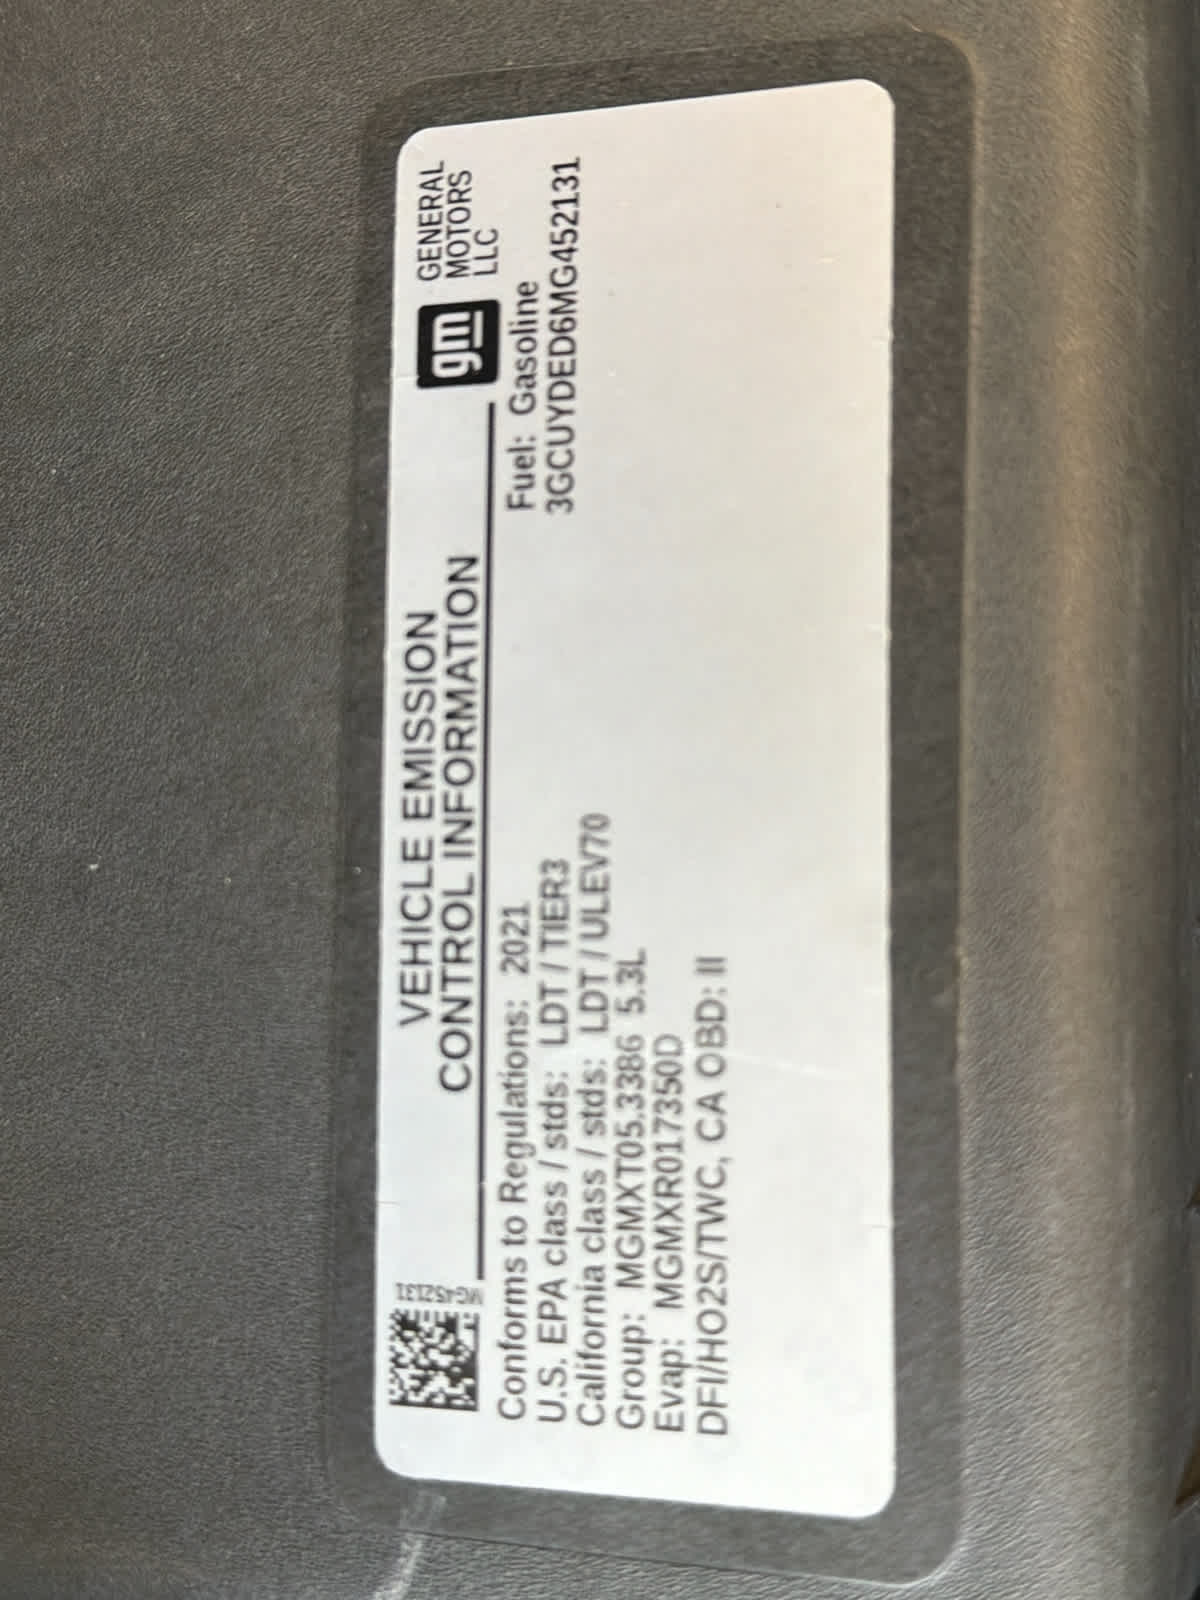 MG452131
VEHICLE EMISSION
CONTROL INFORMATION
gm
GENERAL
MOTORS
LLC
Conforms to Regulations: 2021
U.S. EPA class / stds: LDT / TIER3
California class / stds: LDT / ULEV70
Group: MGMXT05.3386 5.3L
Evap: MGMXR017350D
DFI/HO2S/TWC, CA OBD: II
Fuel: Gasoline
3GCUYDED6MG452131